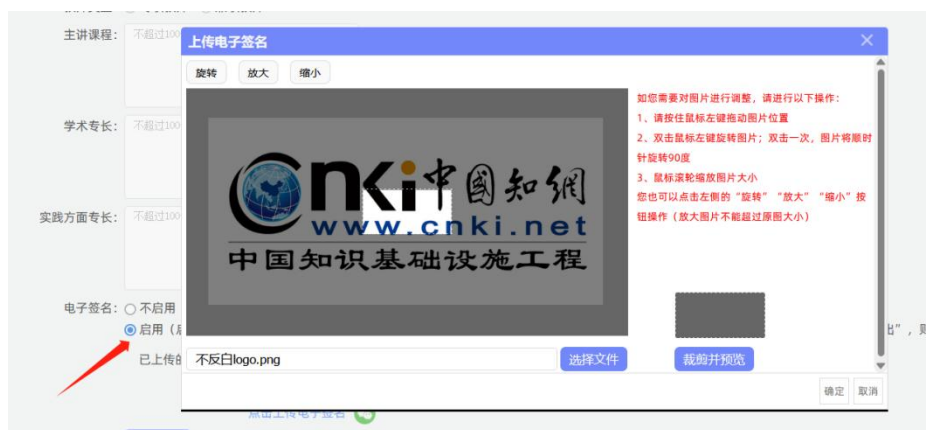 主讲课程：
不超过100
上传电子签名
旋转 放大 缩小
如您需要对图片进行调整，请进行以下操作：
1、请按住鼠标左键拖动图片位置
2、双击鼠标左键旋转图片；双击一次，图片将顺
针旋转90度
3、鼠标滚轮缩放图片大小
您也可以点击左侧的“旋转”“放大”“缩小”按
钮操作（放大图片不能超过原图大小）
学术专长：
不超过100
cnki中國知網
www.cnki.net
中国知识基础设施工程
实践方面专长：
不超过100
电子签名：
不启用
启用（
出”，则
已上传的
不反白logo.png
选择文件
裁剪并预览
确定 取消
点击上传电子签名